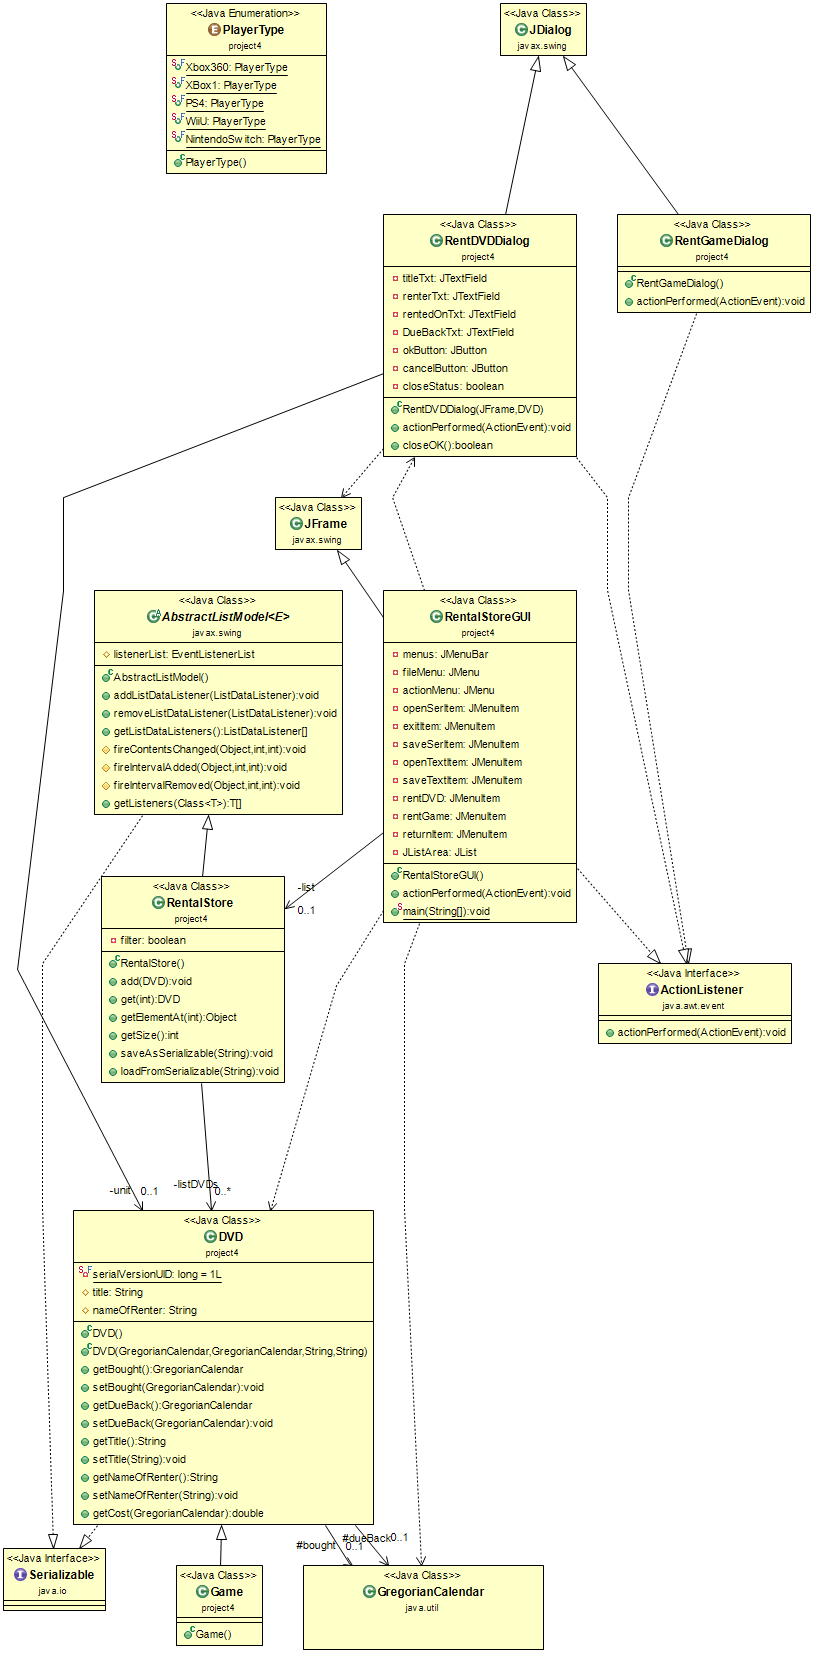 <<Java Enumeration>>
PlayerType
project4
Xbox360: PlayerType
XBox1: PlayerType
PS4: PlayerType
WiiU: PlayerType
NintendoSwitch: PlayerType
PlayerType()
<<Java Class>>
JDialog
javax.swing
<<Java Class>>
RentDVDDialog
project4
titleTxt: JTextField
renterTxt: JTextField
rentedOnTxt: JTextField
DueBackTxt: JTextField
okButton: JButton
cancelButton: JButton
closeStatus: boolean
RentDVDDialog(JFrame,DVD)
actionPerformed(ActionEvent):void
closeOK():boolean
<<Java Class>>
RentGameDialog
project4
RentGameDialog()
actionPerformed(ActionEvent):void
<<Java Class>>
JFrame
javax.swing
<<Java Class>>
AbstractListModel<E>
javax.swing
listenerList: EventListenerList
AbstractListModel()
addListDataListener(ListDataListener):void
removeListDataListener(ListDataListener):void
getListDataListeners():ListDataListener[]
fireContentsChanged(Object,int,int):void
fireIntervalAdded(Object,int,int):void
fireIntervalRemoved(Object,int,int):void
getListeners(Class<T>):T[]
<<Java Class>>
RentalStoreGUI
project4
menus: JMenuBar
fileMenu: JMenu
actionMenu: JMenu
openSerItem: JMenuItem
exitItem: JMenuItem
saveSerItem: JMenuItem
openTextItem: JMenuItem
saveTextItem: JMenuItem
rentDVD: JMenuItem
rentGame: JMenuItem
returnItem: JMenuItem
JListArea: JList
RentalStoreGUI()
actionPerformed(ActionEvent):void
main(String[]):void
-list
0..1
<<Java Class>>
RentalStore
project4
filter: boolean
RentalStore()
add(DVD):void
get(int):DVD
getElementAt(int):Object
getSize():int
saveAsSerializable(String):void
loadFromSerializable(String):void
<<Java Interface>>
ActionListener
java.awt.event
actionPerformed(ActionEvent):void
-unit
0..1
-listDVDs
0..*
<<Java Class>>
DVD
project4
serialVersionUID: long = 1L
title: String
nameOfRenter: String
DVD()
DVD(GregorianCalendar,GregorianCalendar,String,String)
getBought():GregorianCalendar
setBought(GregorianCalendar):void
getDueBack():GregorianCalendar
setDueBack(GregorianCalendar):void
getTitle():String
setTitle(String):void
getNameOfRenter():String
setNameOfRenter(String):void
getCost(GregorianCalendar):double
#bought
0..1
#dueBack
0..1
<<Java Interface>>
Serializable
java.io
<<Java Class>>
Game
project4
Game()
<<Java Class>>
GregorianCalendar
java.util